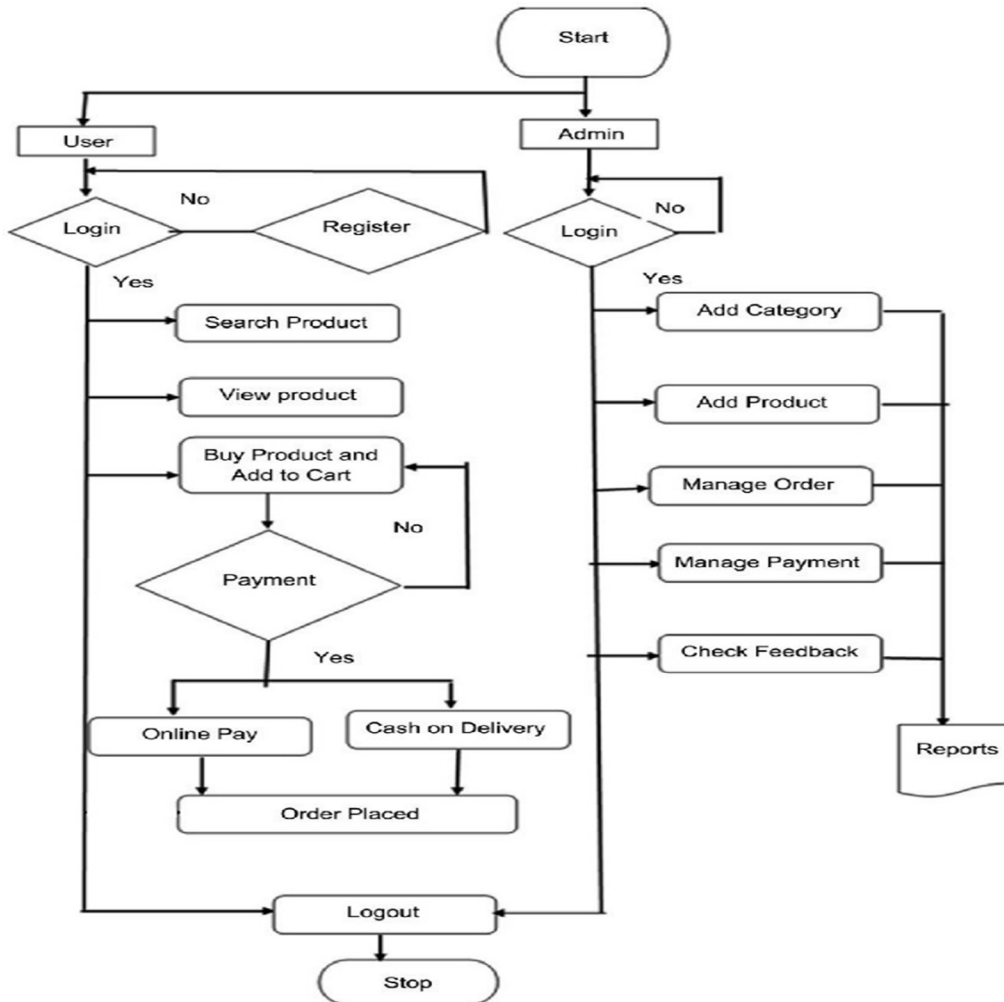 Start
User
Admin
Login
No
Register
Login
No
Yes
Yes
Search Product
Add Category
View product
Add Product
Buy Product and
Add to Cart
Manage Order
No
Payment
Manage Payment
Yes
Check Feedback
Online Pay
Cash on Delivery
Reports
Order Placed
Logout
Stop